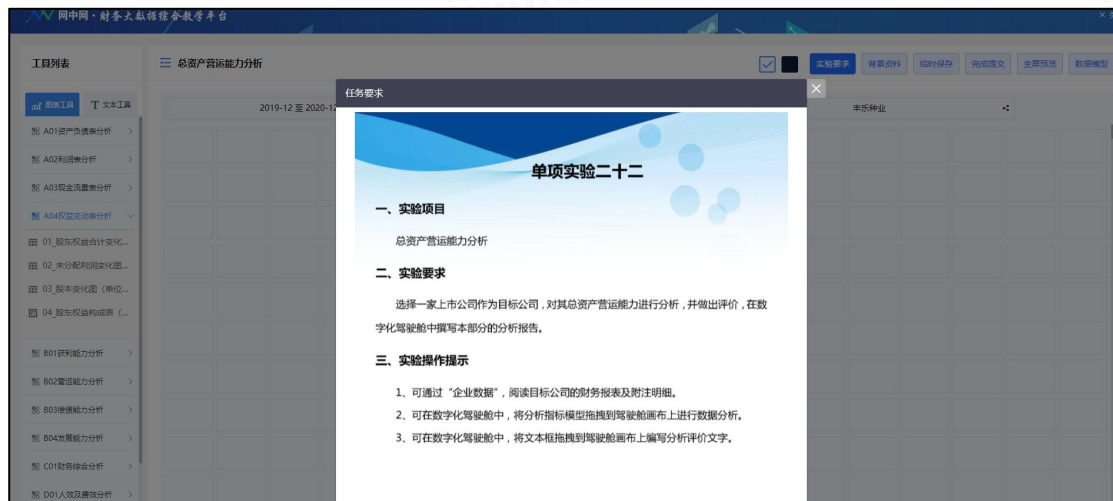 网中网·财务大数据综合教学平台
工具列表
总资产营运能力分析
实验要求
背景资料
临时保存
完成提交
全屏预览
数据模型
图表工具
T 文本工具
2019-12 至 2020-12
丰乐种业
A01资产负债表分析
A02利润表分析
A03现金流量表分析
A04权益变动表分析
01_股东权益合计变化...
02_未分配利润变化图...
03_股本变化图（单位...
04_股东权益构成表（...
B01获利能力分析
B02营运能力分析
B03偿债能力分析
B04发展能力分析
C01财务综合分析
D01人效及费效分析
任务要求
单项实验二十二
一、实验项目
总资产营运能力分析
二、实验要求
选择一家上市公司作为目标公司，对其总资产营运能力进行分析，并做出评价，在数
字化驾驶舱中撰写本部分的分析报告。
三、实验操作提示
1、可通过“企业数据”，阅读目标公司的财务报表及附注明细。
2、可在数字化驾驶舱中，将分析指标模型拖拽到驾驶舱画布上进行数据分析。
3、可在数字化驾驶舱中，将文本框拖拽到驾驶舱画布上编写分析评价文字。